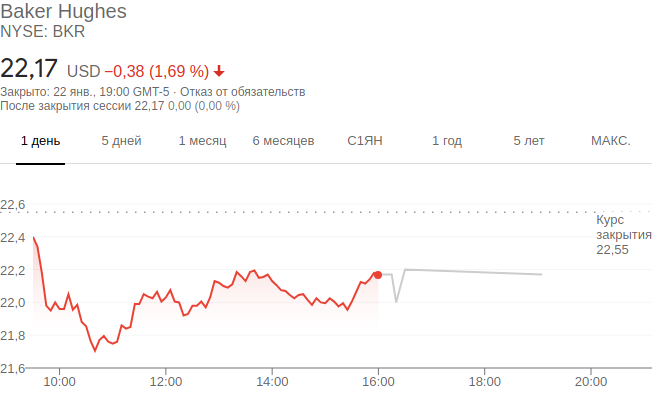 Baker Hughes
NYSE: BKR
22,17 USD −0,38 (1,69 %)
Закрыто: 22 янв., 19:00 GMT-5 · Отказ от обязательств
После закрытия сессии 22,17 0,00 (0,00 %)
1 день 5 дней 1 месяц 6 месяцев С1ЯН 1 год 5 лет МАКС.
22,6
Курс
закрытия
22,55
22,4
22,2
22,0
21,8
21,6
10:00 12:00 14:00 16:00 18:00 20:00